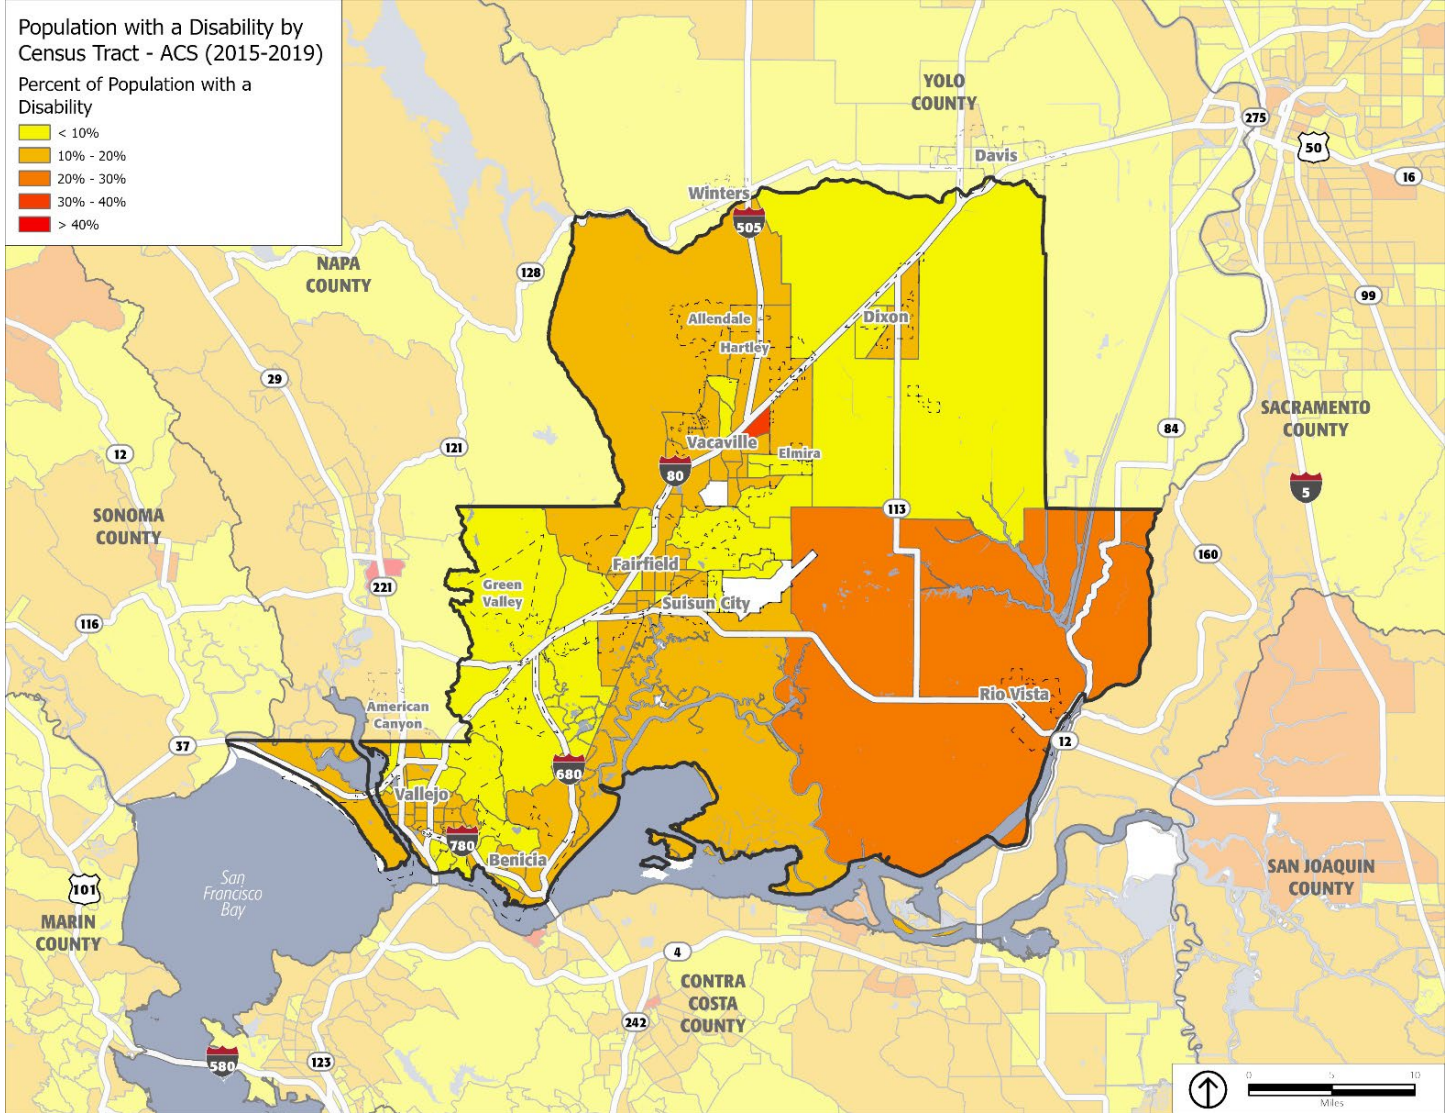 Population with a Disability by
Census Tract - ACS (2015-2019)
Percent of Population with a
Disability
< 10%
10% - 20%
20% - 30%
30% - 40%
> 40%
YOLO
COUNTY
275
50
Davis
16
Winters
505
NAPA
COUNTY
128
99
Allendale
Dixon
Hartley
29
SACRAMENTO
COUNTY
84
121
Vacaville
12
Elmira
80
5
113
SONOMA
COUNTY
160
Fairfield
221
Green
Valley
Suisun City
116
Rio Vista
American
Canyon
37
12
680
Vallejo
780
Benicia
SAN JOAQUIN
COUNTY
San
Francisco
Bay
101
MARIN
COUNTY
4
CONTRA
COSTA
COUNTY
242
580
123
0 5 10
Miles